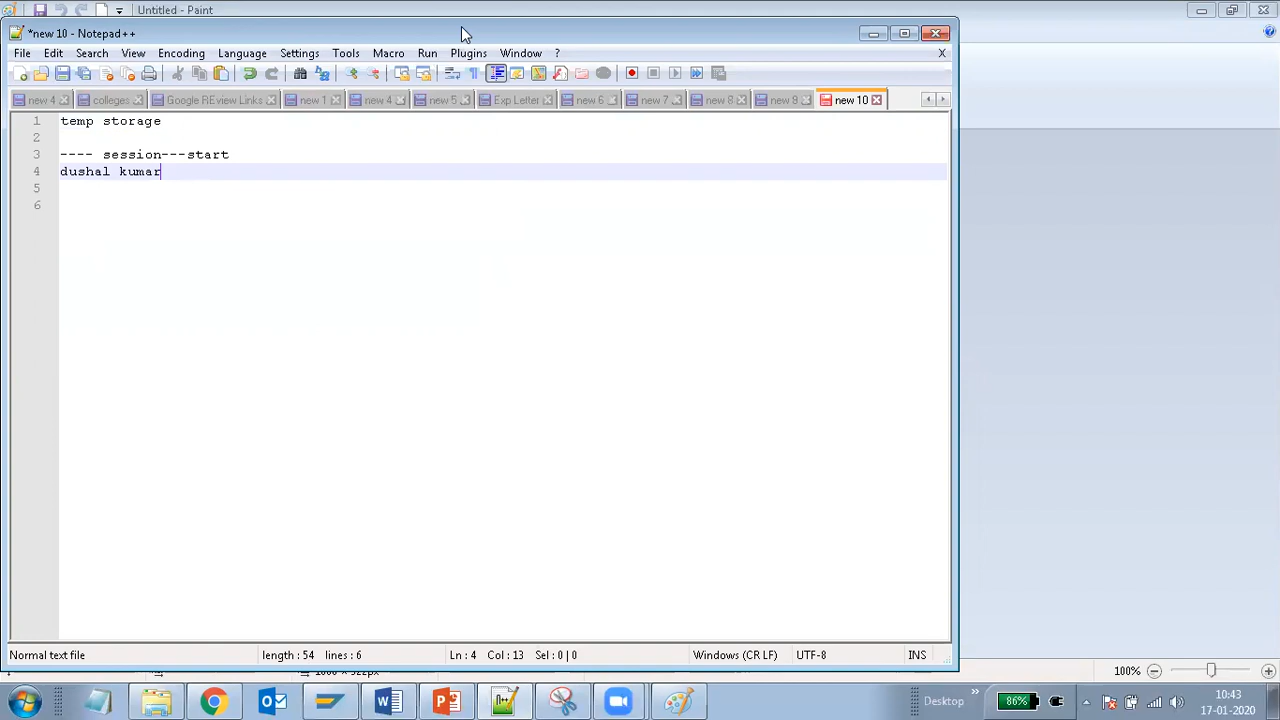 Untitled - Paint
*new 10 - Notepad++
File Edit Search View Encoding Language Settings Tools Macro Run Plugins Window ? X
new 4 colleges Google REview Links new 1 new 4 new 5 Exp Letter new 6 new 7 new 8 new 9 new 10
1 temp storage
2
3 ---- session---start
4 dushal kumar
5
6
Normal text file length : 54 lines : 6 Ln : 4 Col : 13 Sel : 0 | 0 Windows (CR LF) UTF-8 INS
100%
Desktop 86% 10:43
17-01-2020